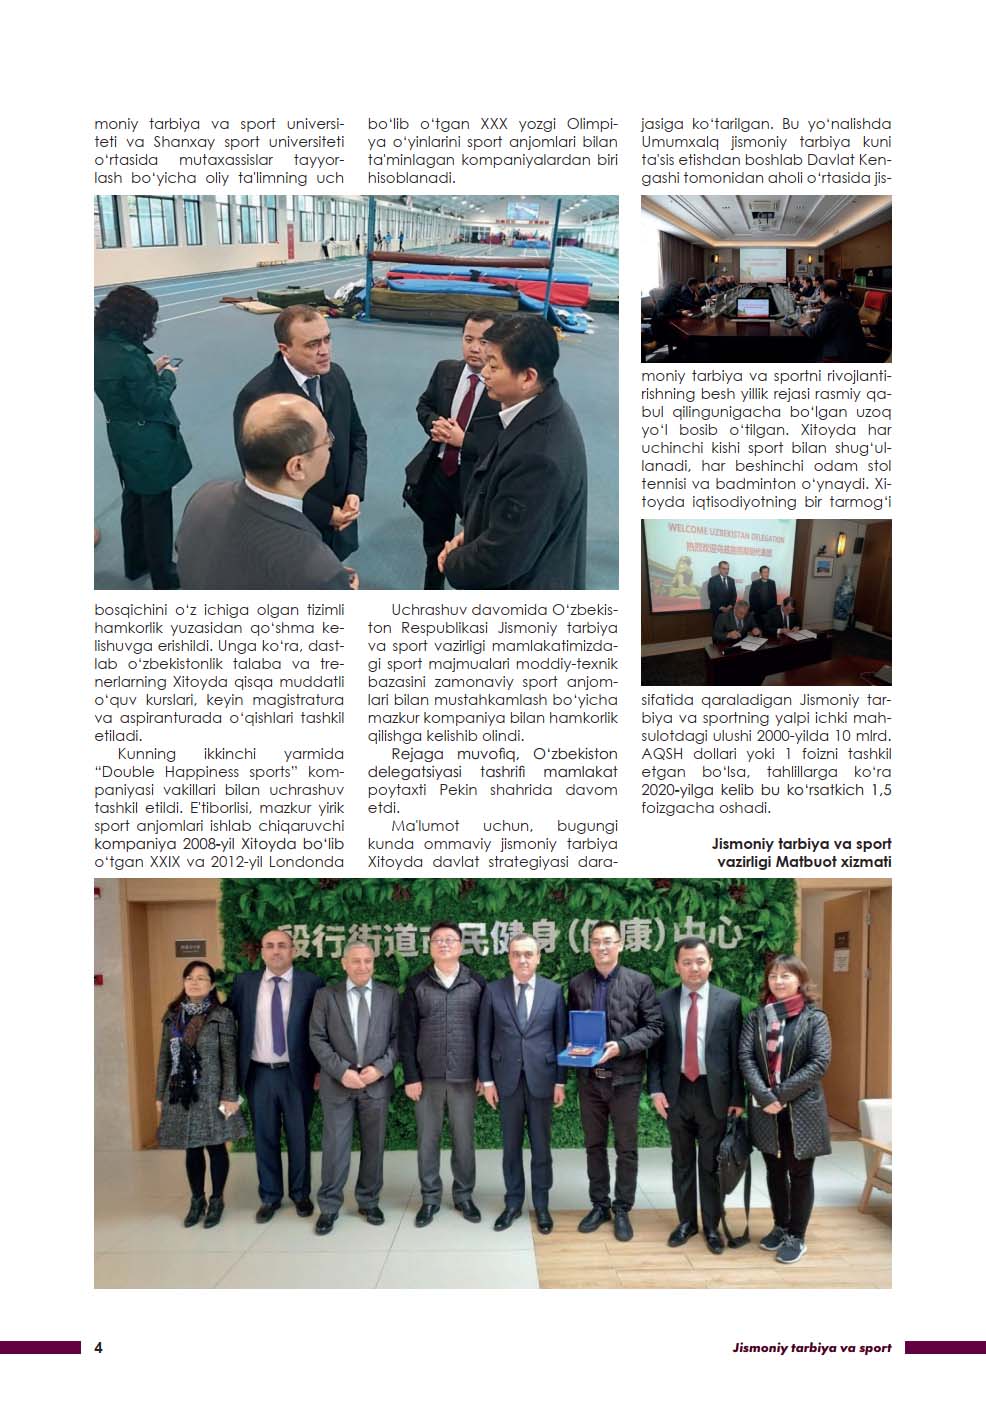 moniy tarbiya va sport universi-
teti va Shanxay sport universiteti
o‘rtasida mutaxassislar tayyor-
lash bo‘yicha oliy ta'limning uch
bosqichini o‘z ichiga olgan tizimli
hamkorlik yuzasidan qo‘shma ke-
lishuvga erishildi. Unga ko‘ra, dast-
lab o‘zbekistonlik talaba va tre-
nerlarning Xitoyda qisqa muddatli
o‘quv kurslari, keyin magistratura
va aspiranturada o‘qishlari tashkil
etiladi.
Kunning ikkinchi yarmida
“Double Happiness sports” kom-
paniyasi vakillari bilan uchrashuv
tashkil etildi. E'tiborlisi, mazkur yirik
sport anjomlari ishlab chiqaruvchi
kompaniya 2008-yil Xitoyda bo‘lib
o‘tgan XXIX va 2012-yil Londonda
bo‘lib o‘tgan XXX yozgi Olimpi-
ya o‘yinlarini sport anjomlari bilan
ta'minlagan kompaniyalardan biri
hisoblanadi.
Uchrashuv davomida O‘zbekis-
ton Respublikasi Jismoniy tarbiya
va sport vazirligi mamlakatimizda-
gi sport majmualari moddiy-texnik
bazasini zamonaviy sport anjom-
lari bilan mustahkamlash bo‘yicha
mazkur kompaniya bilan hamkorlik
qilishga kelishib olindi.
Rejaga muvofiq, O‘zbekiston
delegatsiyasi tashrifi mamlakat
poytaxti Pekin shahrida davom
etdi.
Ma'lumot uchun, bugungi
kunda ommaviy jismoniy tarbiya
Xitoyda davlat strategiyasi dara-
jasiga ko‘tarilgan. Bu yo‘nalishda
Umumxalq jismoniy tarbiya kuni
ta'sis etishdan boshlab Davlat Ken-
gashi tomonidan aholi o‘rtasida jis-
moniy tarbiya va sportni rivojlanti-
rishning besh yillik rejasi rasmiy qa-
bul qilingunigacha bo‘lgan uzoq
yo‘l bosib o‘tilgan. Xitoyda har
uchinchi kishi sport bilan shug‘ul-
lanadi, har beshinchi odam stol
tennisi va badminton o‘ynaydi. Xi-
toyda iqtisodiyotning bir tarmog‘i
WELCOME UZBEKISTAN DELEGATION
sifatida qaraladigan Jismoniy tar-
biya va sportning yalpi ichki mah-
sulotdagi ulushi 2000-yilda 10 mlrd.
AQSH dollari yoki 1 foizni tashkil
etgan bo‘lsa, tahlillarga ko‘ra
2020-yilga kelib bu ko‘rsatkich 1,5
foizgacha oshadi.
Jismoniy tarbiya va sport
vazirligi Matbuot xizmati
段行街道市民健身(健康)中心
4
Jismoniy tarbiya va sport